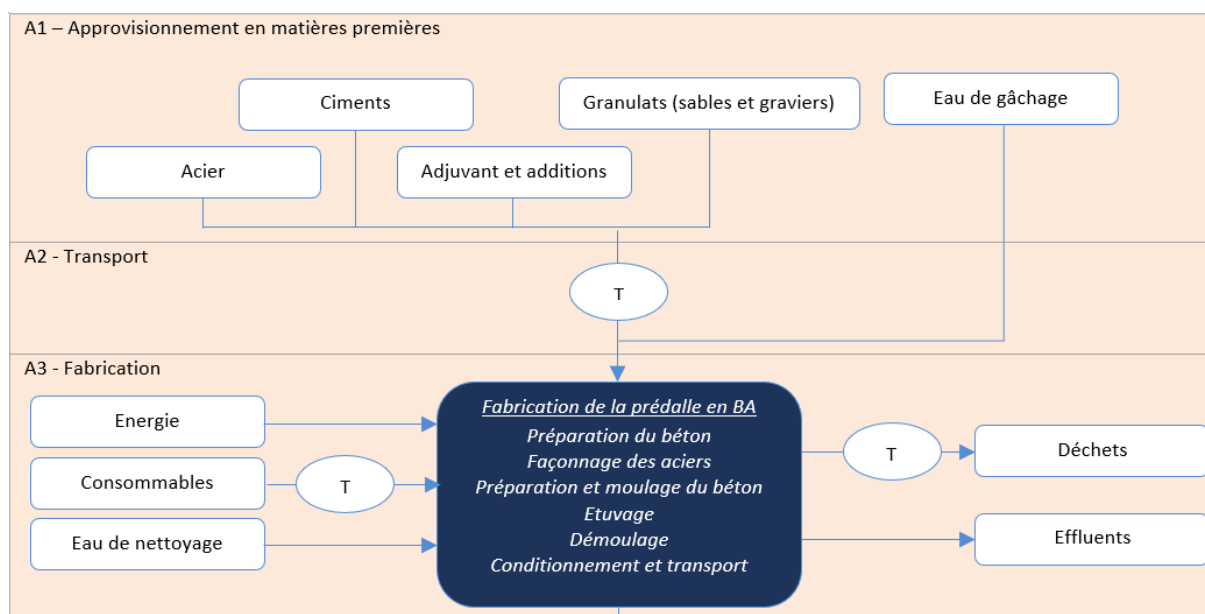 A1 – Approvisionnement en matières premières
Ciments
Granulats (sables et graviers)
Eau de gâchage
Acier
Adjuvant et additions
A2 - Transport
T
A3 - Fabrication
Energie
Consommables
T
Eau de nettoyage
Fabrication de la prédalle en BA
Préparation du béton
Façonnage des aciers
Préparation et moulage du béton
Etuvage
Démoulage
Conditionnement et transport
T
Déchets
Effluents